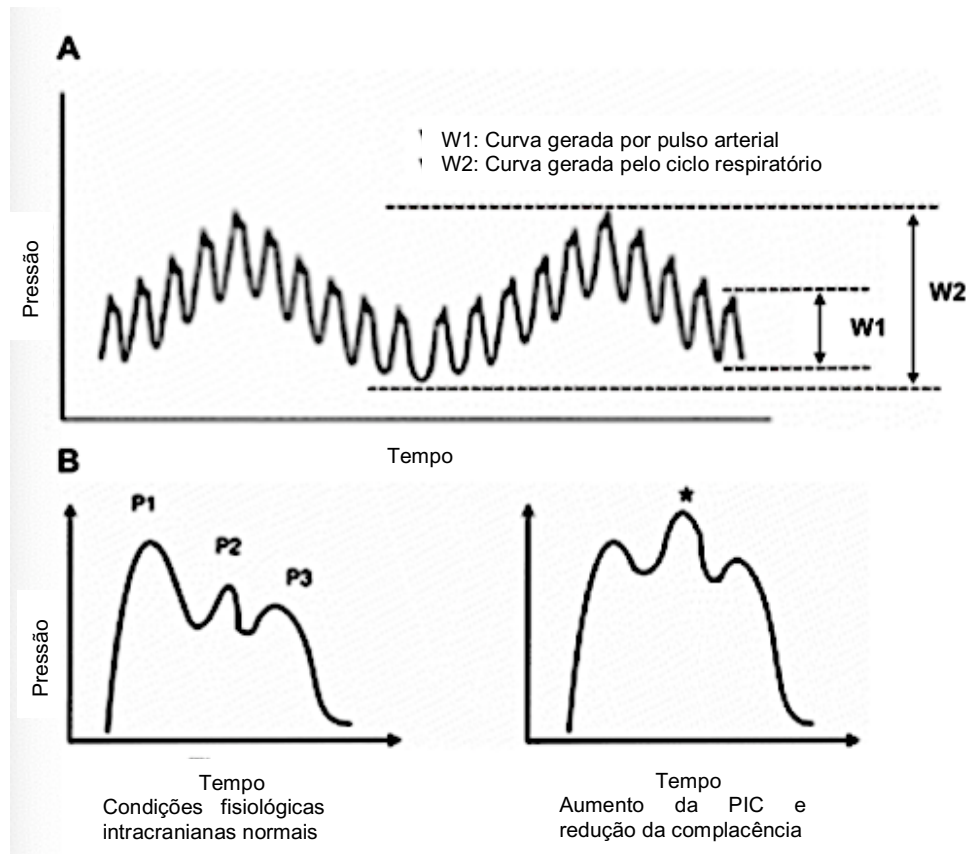 A
W1: Curva gerada por pulso arterial
W2: Curva gerada pelo ciclo respiratório
Pressão
W2
W1
Tempo
B
P1
P2
P3
*
Pressão
Tempo
Condições fisiológicas
intracranianas normais
Tempo
Aumento da PIC e
redução da complacência